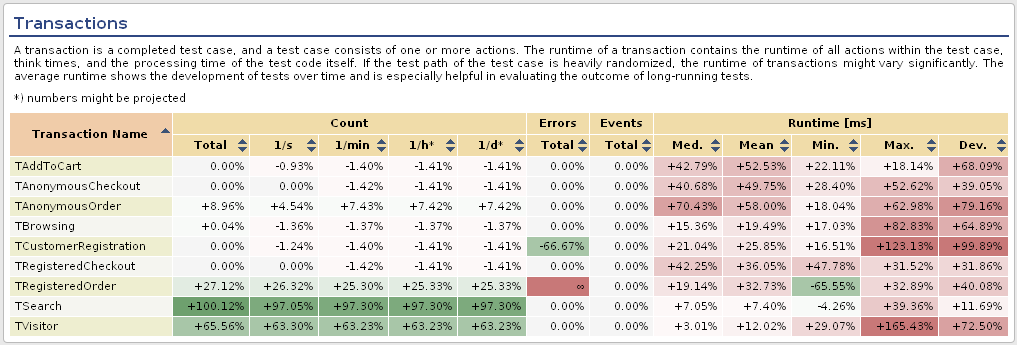 Transactions
A transaction is a completed test case, and a test case consists of one or more actions. The runtime of a transaction contains the runtime of all actions within the test case,
think times, and the processing time of the test code itself. If the test path of the test case is heavily randomized, the runtime of transactions might vary significantly. The
average runtime shows the development of tests over time and is especially helpful in evaluating the outcome of long-running tests.
*) numbers might be projected
Transaction Name Count Errors Events Runtime [ms]
Total 1/s 1/min 1/h* 1/d* Total Total Med. Mean Min. Max. Dev.
TAddToCart 0.00% -0.93% -1.40% -1.41% -1.41% 0.00% 0.00% +42.79% +52.53% +22.11% +18.14% +68.09%
TAnonymousCheckout 0.00% 0.00% -1.42% -1.41% -1.41% 0.00% 0.00% +40.68% +49.75% +28.40% +52.62% +39.05%
TAnonymousOrder +8.96% +4.54% +7.43% +7.42% +7.42% 0.00% 0.00% +70.43% +58.00% +18.04% +62.98% +79.16%
TBrowsing +0.04% -1.36% -1.37% -1.37% -1.37% 0.00% 0.00% +15.36% +19.49% +17.03% +82.83% +64.89%
TCustomerRegistration 0.00% -1.24% -1.40% -1.41% -1.41% -66.67% 0.00% +21.04% +25.85% +16.51% +123.13% +99.89%
TRegisteredCheckout 0.00% 0.00% -1.42% -1.41% -1.41% 0.00% 0.00% +42.25% +36.05% +47.78% +31.52% +31.86%
TRegisteredOrder +27.12% +26.32% +25.30% +25.33% +25.33% ∞ 0.00% +19.14% +32.73% -65.55% +32.89% +40.08%
TSearch +100.12% +97.05% +97.30% +97.30% +97.30% 0.00% 0.00% +7.05% +7.40% -4.26% +39.36% +11.69%
TVisitor +65.56% +63.30% +63.23% +63.23% +63.23% 0.00% 0.00% +3.01% +12.02% +29.07% +165.43% +72.50%